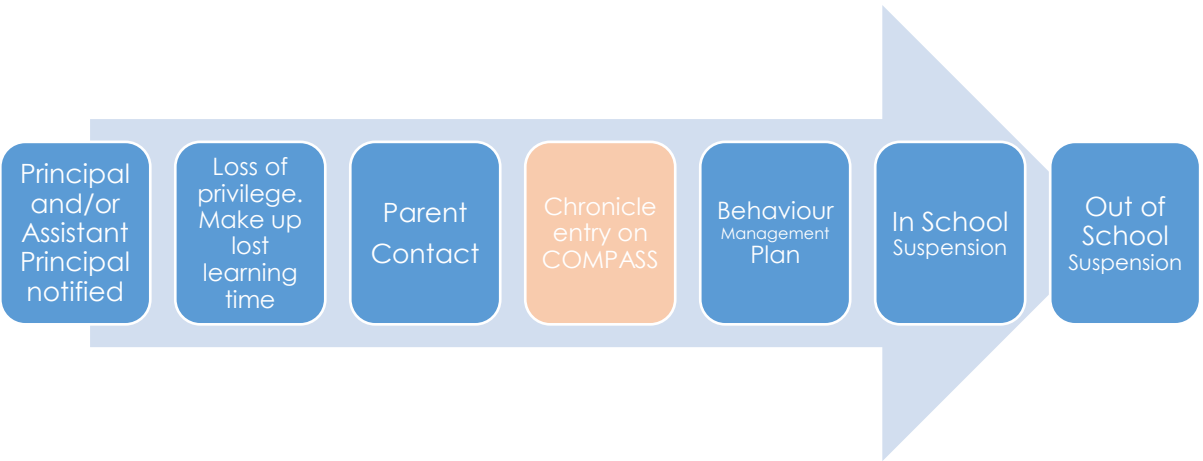 Principal
and/or
Assistant
Principal
notified
Loss of
privilege.
Make up
lost
learning
time
Parent
Contact
Chronicle
entry on
COMPASS
Behaviour
Management
Plan
In School
Suspension
Out of
School
Suspension